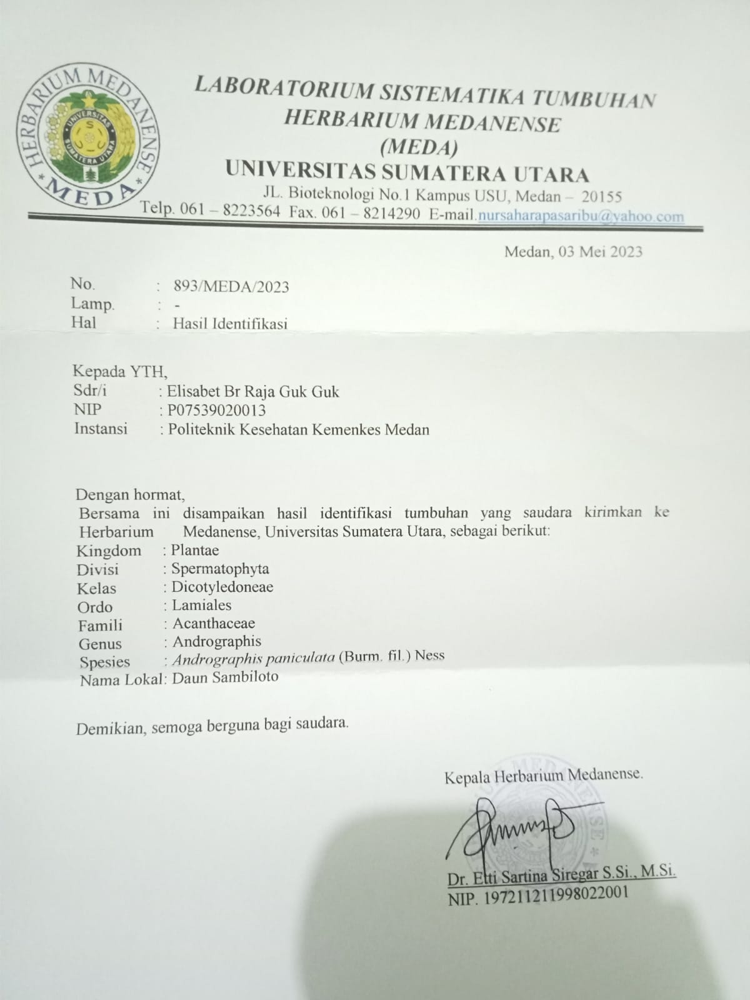 HERBARIUM MEDANENSE
* MEDA *
UNIVERSITAS
SUMATERA UTARA
LABORATORIUM SISTEMATIKA TUMBUHAN
HERBARIUM MEDANENSE
(MEDA)
UNIVERSITAS SUMATERA UTARA
JL. Bioteknologi No.1 Kampus USU, Medan – 20155
Telp. 061 – 8223564 Fax. 061 – 8214290 E-mail.nursaharapasaribu@yahoo.com
Medan, 03 Mei 2023
No. : 893/MEDA/2023
Lamp. : -
Hal : Hasil Identifikasi
Kepada YTH,
Sdr/i : Elisabet Br Raja Guk Guk
NIP : P07539020013
Instansi : Politeknik Kesehatan Kemenkes Medan
Dengan hormat,
Bersama ini disampaikan hasil identifikasi tumbuhan yang saudara kirimkan ke
Herbarium Medanense, Universitas Sumatera Utara, sebagai berikut:
Kingdom : Plantae
Divisi : Spermatophyta
Kelas : Dicotyledoneae
Ordo : Lamiales
Famili : Acanthaceae
Genus : Andrographis
Spesies : Andrographis paniculata (Burm. fil.) Ness
Nama Lokal: Daun Sambiloto
Demikian, semoga berguna bagi saudara.
Kepala Herbarium Medanense.
Dr. Etti Sartina Siregar S.Si., M.Si.
NIP. 197211211998022001